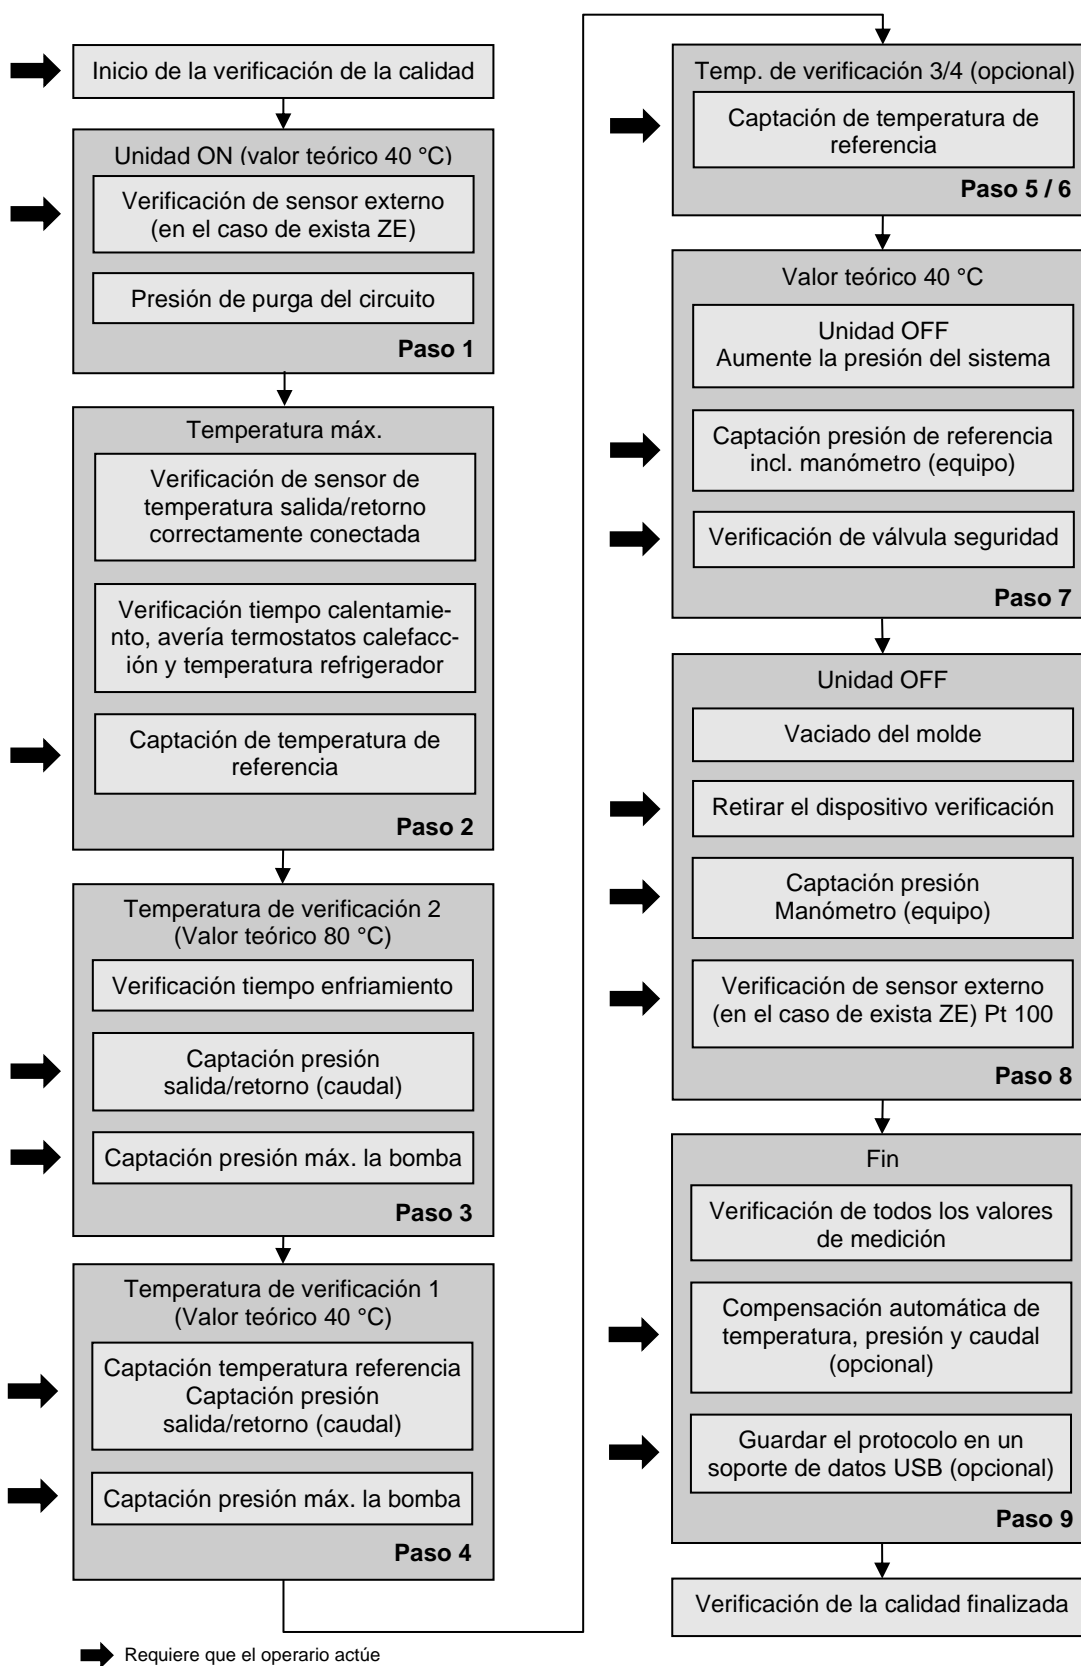 Inicio de la verificación de la calidad
Unidad ON (valor teórico 40 °C)
Verificación de sensor externo
(en el caso de exista ZE)
Presión de purga del circuito
Paso 1
Temperatura máx.
Verificación de sensor de
temperatura salida/retorno
correctamente conectada
Verificación tiempo calentamie-
nto, avería termostatos calefacc-
ión y temperatura refrigerador
Captación de temperatura de
referencia
Paso 2
Temperatura de verificación 2
(Valor teórico 80 °C)
Verificación tiempo enfriamiento
Captación presión
salida/retorno (caudal)
Captación presión máx. la bomba
Paso 3
Temperatura de verificación 1
(Valor teórico 40 °C)
Captación temperatura referencia
Captación presión
salida/retorno (caudal)
Captación presión máx. la bomba
Paso 4
Temp. de verificación 3/4 (opcional)
Captación de temperatura de
referencia
Paso 5 / 6
Valor teórico 40 °C
Unidad OFF
Aumente la presión del sistema
Captación presión de referencia
incl. manómetro (equipo)
Verificación de válvula seguridad
Paso 7
Unidad OFF
Vaciado del molde
Retirar el dispositivo verificación
Captación presión
Manómetro (equipo)
Verificación de sensor externo
(en el caso de exista ZE) Pt 100
Paso 8
Fin
Verificación de todos los valores
de medición
Compensación automática de
temperatura, presión y caudal
(opcional)
Guardar el protocolo en un
soporte de datos USB (opcional)
Paso 9
Verificación de la calidad finalizada
Requiere que el operario actúe